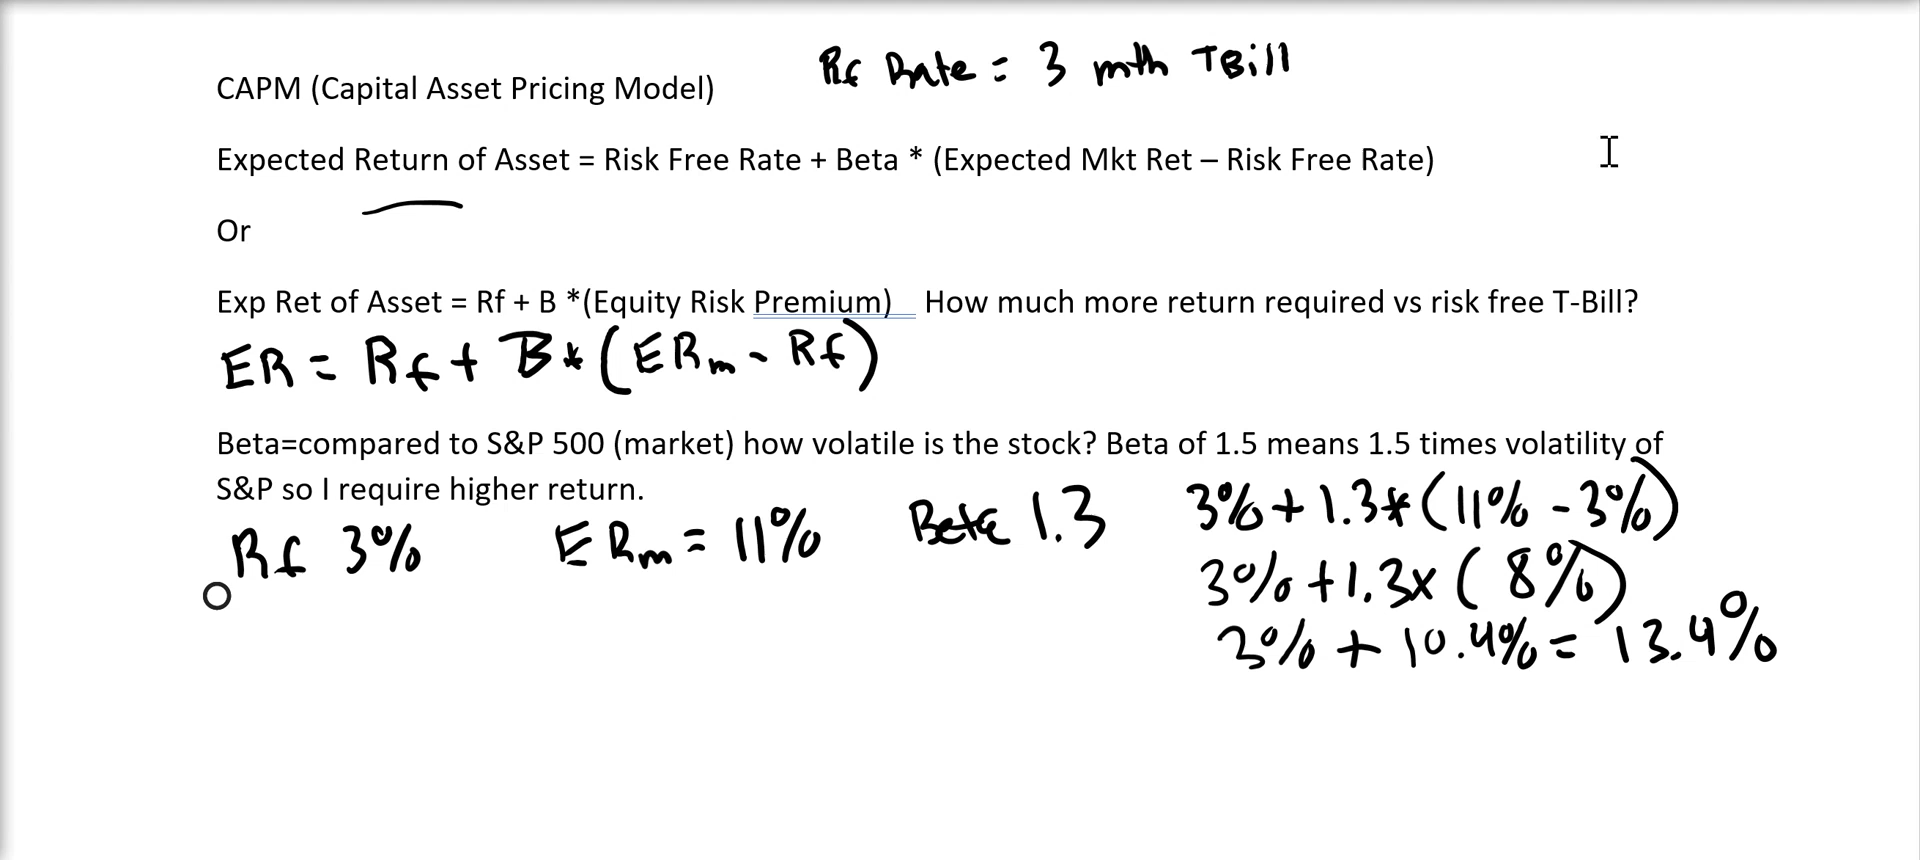 Rf Rate = 3 mth TBill
CAPM (Capital Asset Pricing Model)
Expected Return of Asset = Risk Free Rate + Beta * (Expected Mkt Ret – Risk Free Rate)
Or
Exp Ret of Asset = Rf + B *(Equity Risk Premium) How much more return required vs risk free T-Bill?
ER = Rf + B * (ERm - Rf)
Beta=compared to S&P 500 (market) how volatile is the stock? Beta of 1.5 means 1.5 times volatility of
S&P so I require higher return.
Rf 3% ERm = 11% Beta 1.3
3% + 1.3 * (11% - 3%)
3% + 1.3 x (8%)
3% + 10.4% = 13.4%